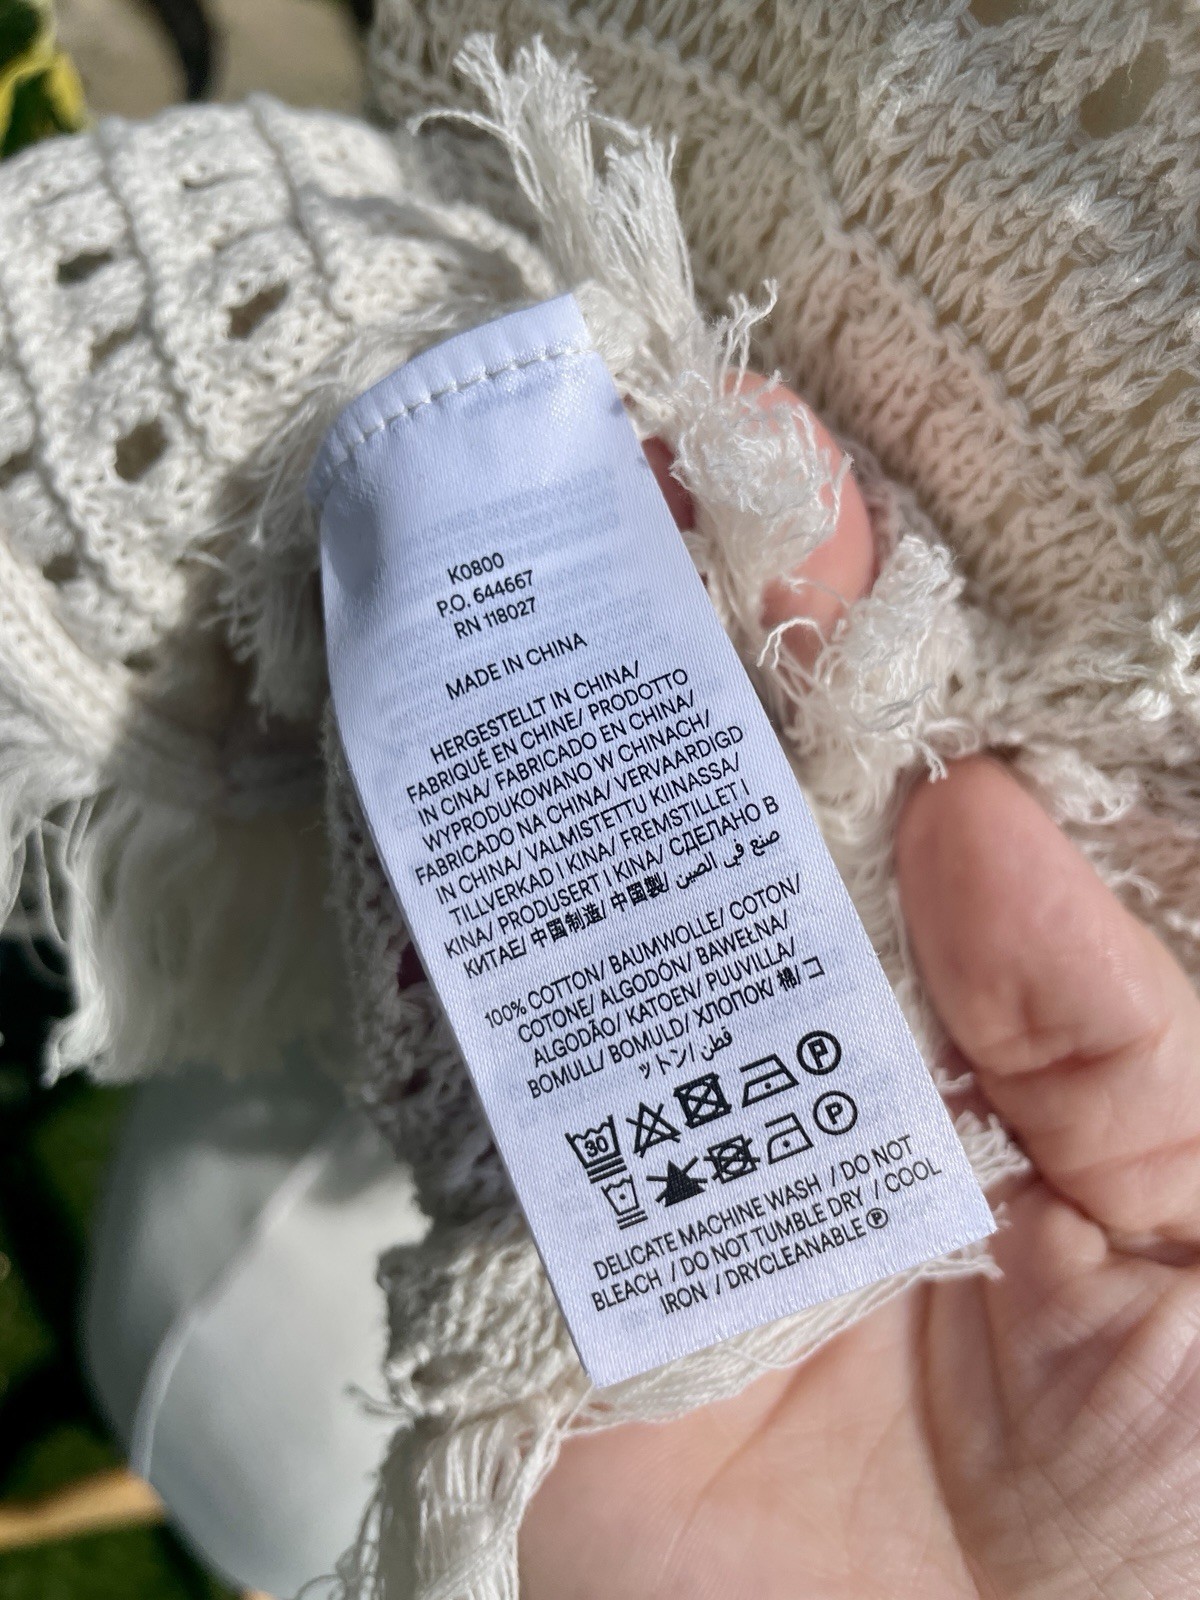 K0800
P.O. 644667
RN 118027
MADE IN CHINA
HERGESTELLT IN CHINA/
FABRIQUÉ EN CHINE/ PRODOTTO
IN CINA/ FABRICADO EN CHINA/
WYPRODUKOWANO W CHINACH/
FABRICADO NA CHINA/ VERVAARDIGD
IN CHINA/ VALMISTETTU KIINASSA/
TILLVERKAD I KINA/ FREMSTILLET I
KINA/ PRODUSERT I KINA/ СДЕЛАНО В
КИТАЕ/ 中国制造/ 中国製/ صنع في الصين
100% COTTON/ BAUMWOLLE/ COTON/
COTONE/ ALGODÓN/ BAWEŁNA/
ALGODÃO/ KATOEN/ PUUVILLA/
BOMULL/ BOMULD/ ХЛОПОК/ 棉/ コ
ットン/ قطن
30 P
P
DELICATE MACHINE WASH / DO NOT
BLEACH / DO NOT TUMBLE DRY / COOL
IRON / DRYCLEANABLE Ⓟ